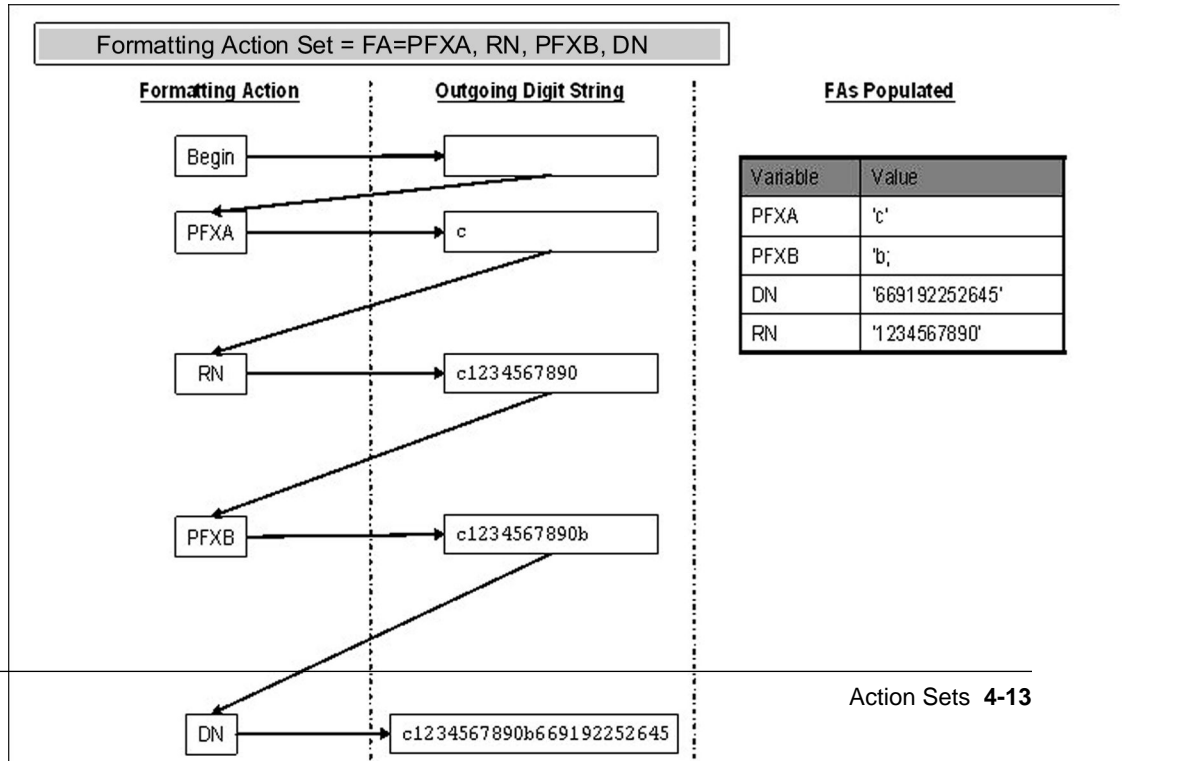 Formatting Action Set = FA=PFXA, RN, PFXB, DN
Formatting Action
Outgoing Digit String
FAs Populated
Begin
Variable Value
PFXA 'c'
PFXB 'b;
DN '669192252645'
RN '1234567890'
PFXA
c
RN
c1234567890
PFXB
c1234567890b
Action Sets 4-13
DN
c1234567890b669192252645